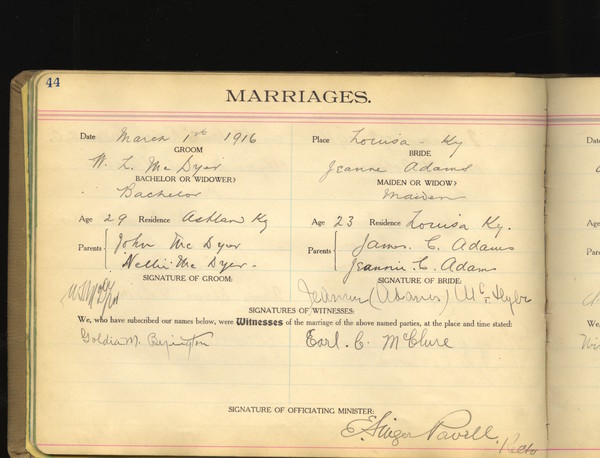 44
MARRIAGES.
Date March 1st 1916 Place Louisa - Ky
GROOM BRIDE
W. L. McDyer Jeanne Adams
BACHELOR OR WIDOWER? MAIDEN OR WIDOW?
Bachelor Maiden
Age 29 Residence Ashland Ky Age 23 Residence Louisa Ky.
Parents John McDyer Parents James. C. Adams
Nellie McDyer - Jeannie. C. Adams
SIGNATURE OF GROOM: SIGNATURE OF BRIDE:
(Adams) Mc
SIGNATURES OF WITNESSES:
We, who have subscribed our names below, were Witnesses of the marriage of the above named parties, at the place and time stated:
Goldia M. Earl. C. McClure
SIGNATURE OF OFFICIATING MINISTER:
Date